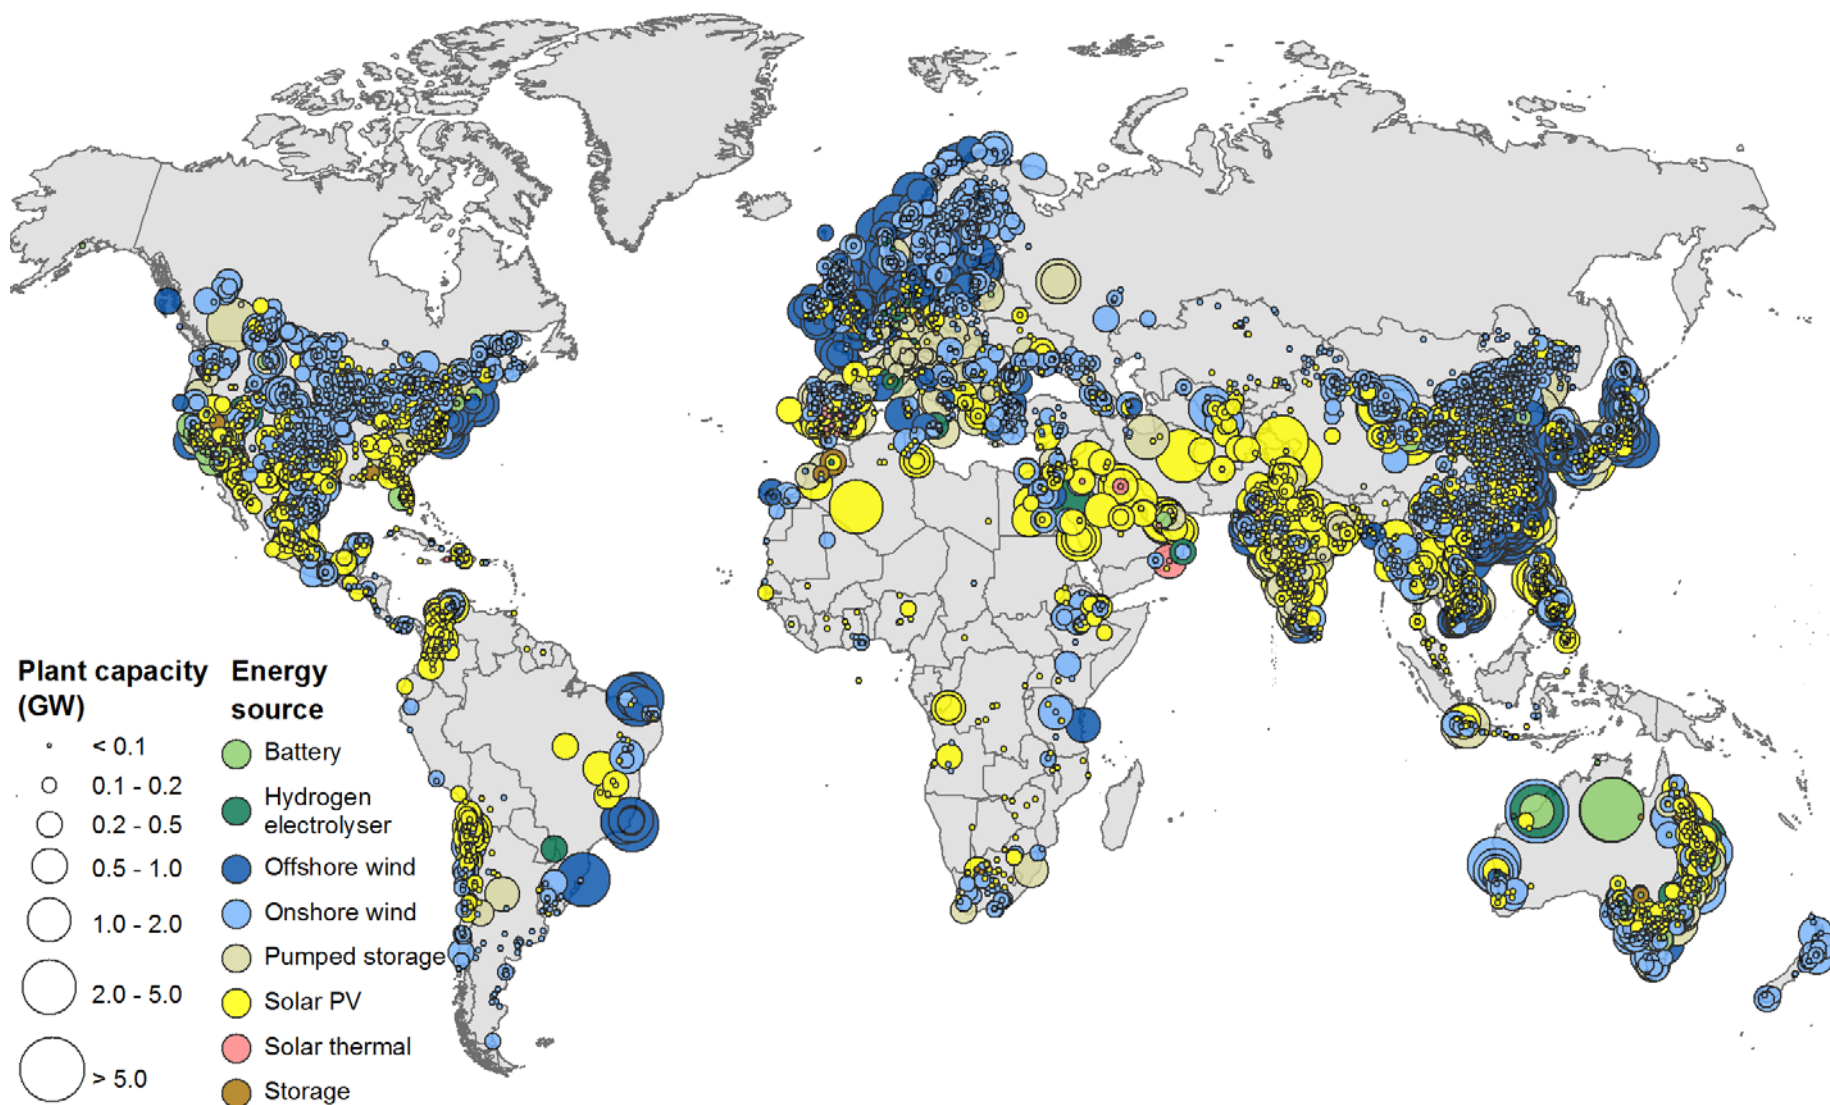 Plant capacity
(GW)
< 0.1
0.1 - 0.2
0.2 - 0.5
0.5 - 1.0
1.0 - 2.0
2.0 - 5.0
> 5.0
Energy
source
Battery
Hydrogen
electrolyser
Offshore wind
Onshore wind
Pumped storage
Solar PV
Solar thermal
Storage